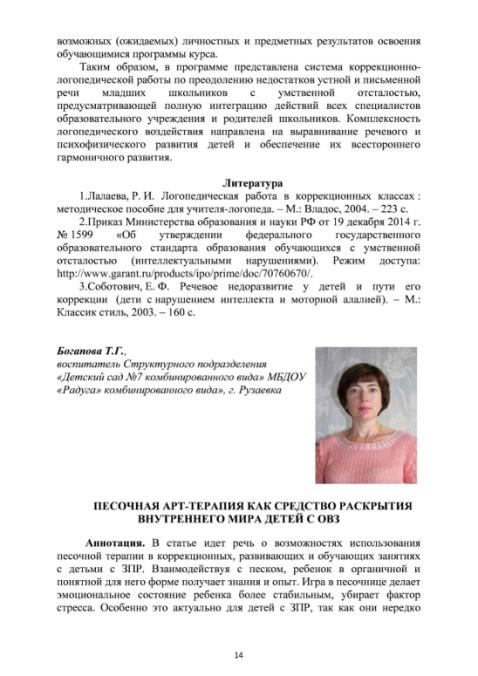 возможных (ожидаемых) личностных и предметных результатов освоения
обучающимися программы курса.
Таким образом, в программе представлена система коррекционно-
логопедической работы по преодолению недостатков устной и письменной
речи младших школьников с умственной отсталостью,
предусматривающей полную интеграцию действий всех специалистов
образовательного учреждения и родителей школьников. Комплексность
логопедического воздействия направлена на выравнивание речевого и
психофизического развития детей и обеспечение их всестороннего
гармоничного развития.
Литература
1.Лалаева, Р. И. Логопедическая работа в коррекционных классах :
методическое пособие для учителя-логопеда. – М.: Владос, 2004. – 223 с.
2.Приказ Министерства образования и науки РФ от 19 декабря 2014 г.
№ 1599 «Об утверждении федерального государственного
образовательного стандарта образования обучающихся с умственной
отсталостью (интеллектуальными нарушениями). Режим доступа:
http://www.garant.ru/products/ipo/prime/doc/70760670/.
3.Соботович, Е. Ф. Речевое недоразвитие у детей и пути его
коррекции (дети с нарушением интеллекта и моторной алалией). – М.:
Классик стиль, 2003. – 160 с.
Богапова Т.Г.,
воспитатель Структурного подразделения
«Детский сад №7 комбинированного вида» МБДОУ
«Радуга» комбинированного вида», г. Рузаевка
ПЕСОЧНАЯ АРТ-ТЕРАПИЯ КАК СРЕДСТВО РАСКРЫТИЯ
ВНУТРЕННЕГО МИРА ДЕТЕЙ С ОВЗ
Аннотация. В статье идет речь о возможностях использования
песочной терапии в коррекционных, развивающих и обучающих занятиях
с детьми с ЗПР. Взаимодействуя с песком, ребенок в органичной и
понятной для него форме получает знания и опыт. Игра в песочнице делает
эмоциональное состояние ребенка более стабильным, убирает фактор
стресса. Особенно это актуально для детей с ЗПР, так как они нередко
14